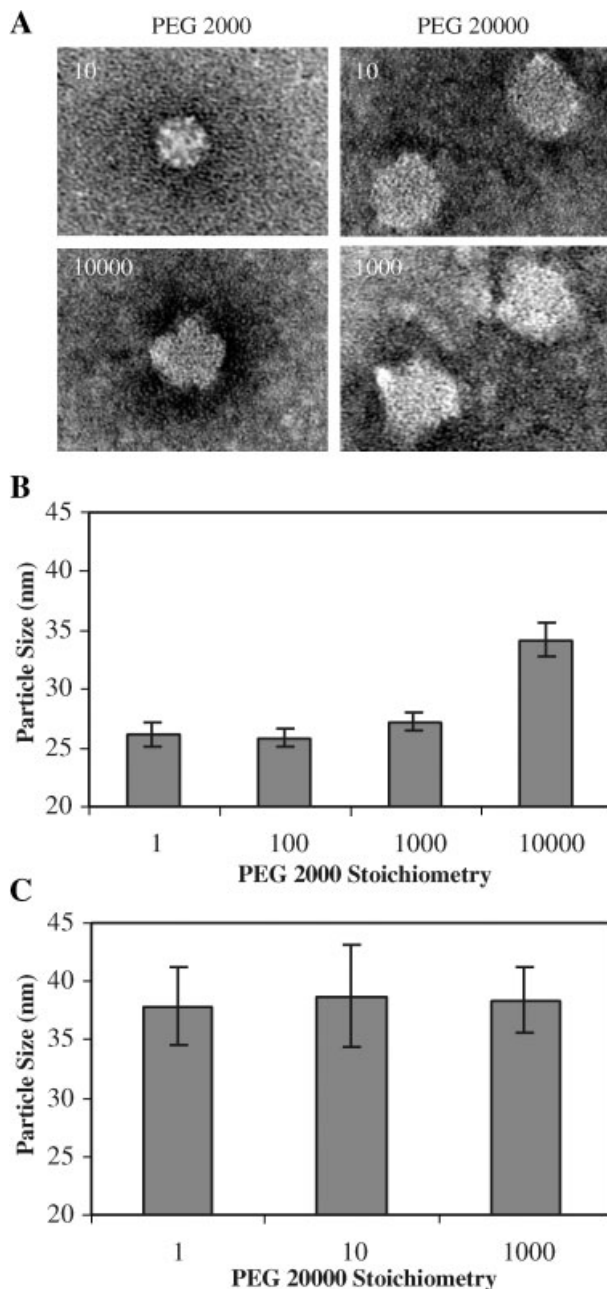 A
PEG 2000 PEG 20000
10 10
10000 1000
B
45
40
35
30
25
20
Particle Size (nm)
1 100 1000 10000
PEG 2000 Stoichiometry
C
45
40
35
30
25
20
Particle Size (nm)
1 10 1000
PEG 20000 Stoichiometry